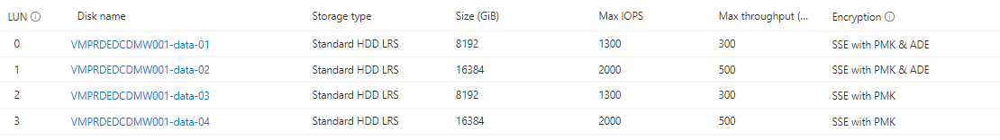 LUN Disk name Storage type Size (GiB) Max IOPS Max throughput (... Encryption
0 VMPRDEDCDMW001-data-01 Standard HDD LRS 8192 1300 300 SSE with PMK & ADE
1 VMPRDEDCDMW001-data-02 Standard HDD LRS 16384 2000 500 SSE with PMK & ADE
2 VMPRDEDCDMW001-data-03 Standard HDD LRS 8192 1300 300 SSE with PMK
3 VMPRDEDCDMW001-data-04 Standard HDD LRS 16384 2000 500 SSE with PMK